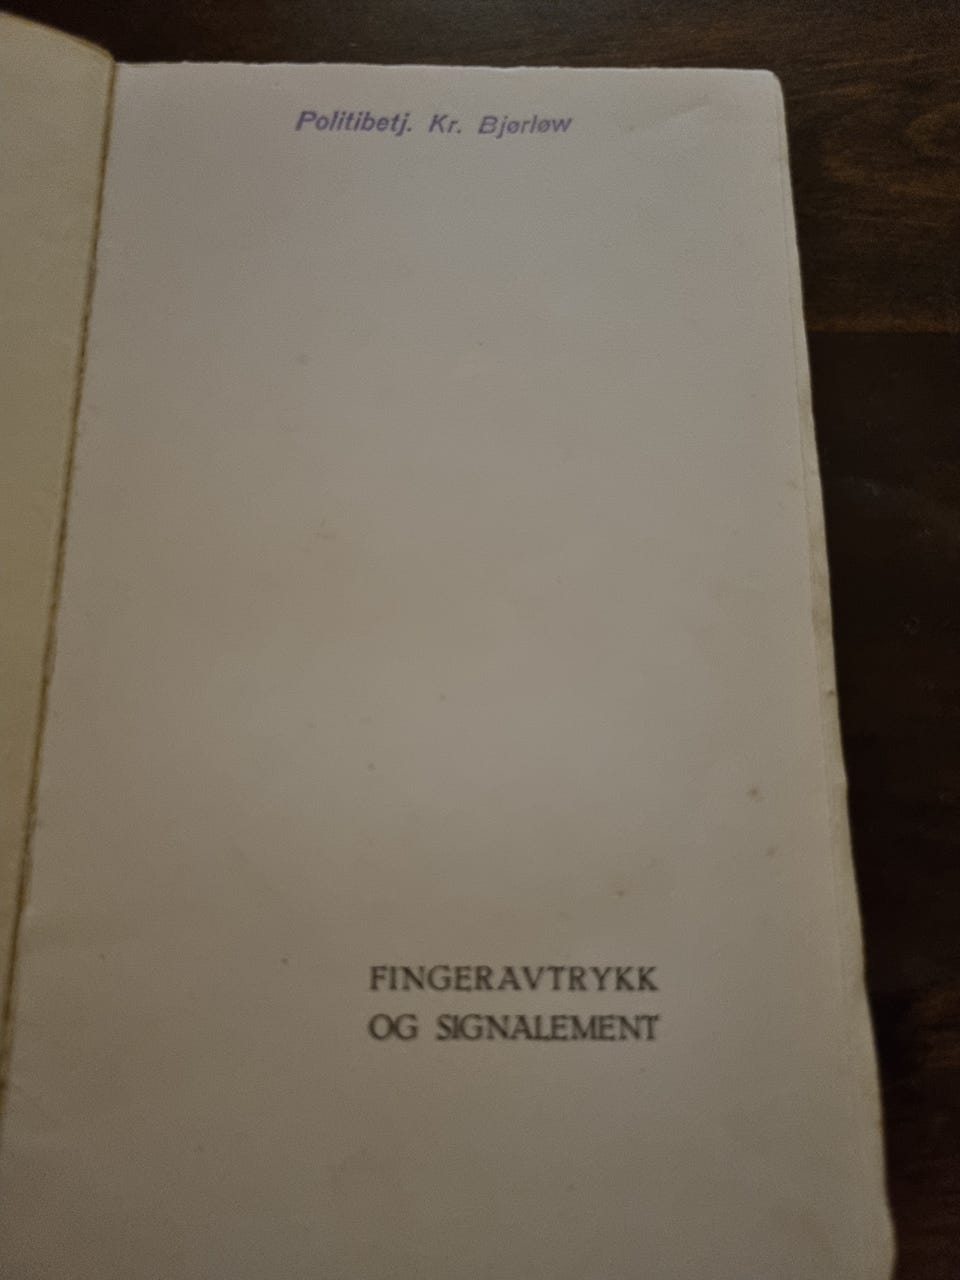 Politibetj. Kr. Bjørløw
FINGERAVTRYKK
OG SIGNALEMENT